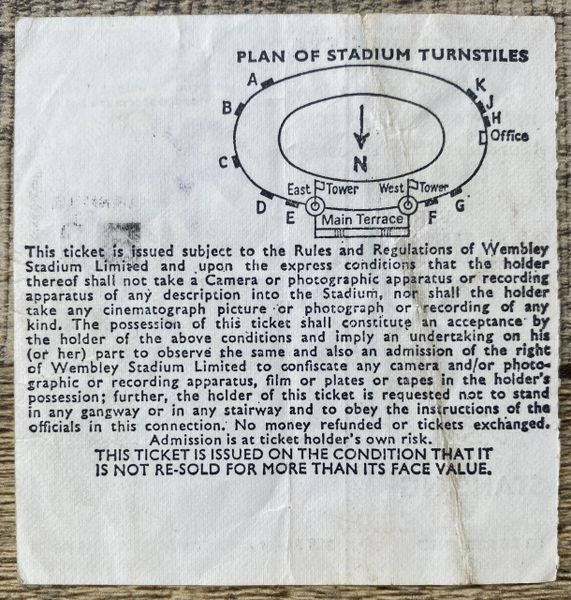 PLAN OF STADIUM TURNSTILES
A
B
C
D
E
K
J
H
Office
G
F
N
East Tower
West Tower
Main Terrace
This ticket is issued subject to the Rules and Regulations of Wembley
Stadium Limited and upon the express conditions that the holder
thereof shall not take a Camera or photographic apparatus or recording
apparatus of any description into the Stadium, nor shall the holder
take any cinematograph picture or photograph or recording of any
kind. The possession of this ticket shall constitute an acceptance by
the holder of the above conditions and imply an undertaking on his
(or her) part to observe the same and also an admission of the right
of Wembley Stadium Limited to confiscate any camera and/or photo-
graphic or recording apparatus, film or plates or tapes in the holder's
possession; further, the holder of this ticket is requested not to stand
in any gangway or in any stairway and to obey the instructions of the
officials in this connection. No money refunded or tickets exchanged.
Admission is at ticket holder's own risk.
THIS TICKET IS ISSUED ON THE CONDITION THAT IT
IS NOT RE-SOLD FOR MORE THAN ITS FACE VALUE.